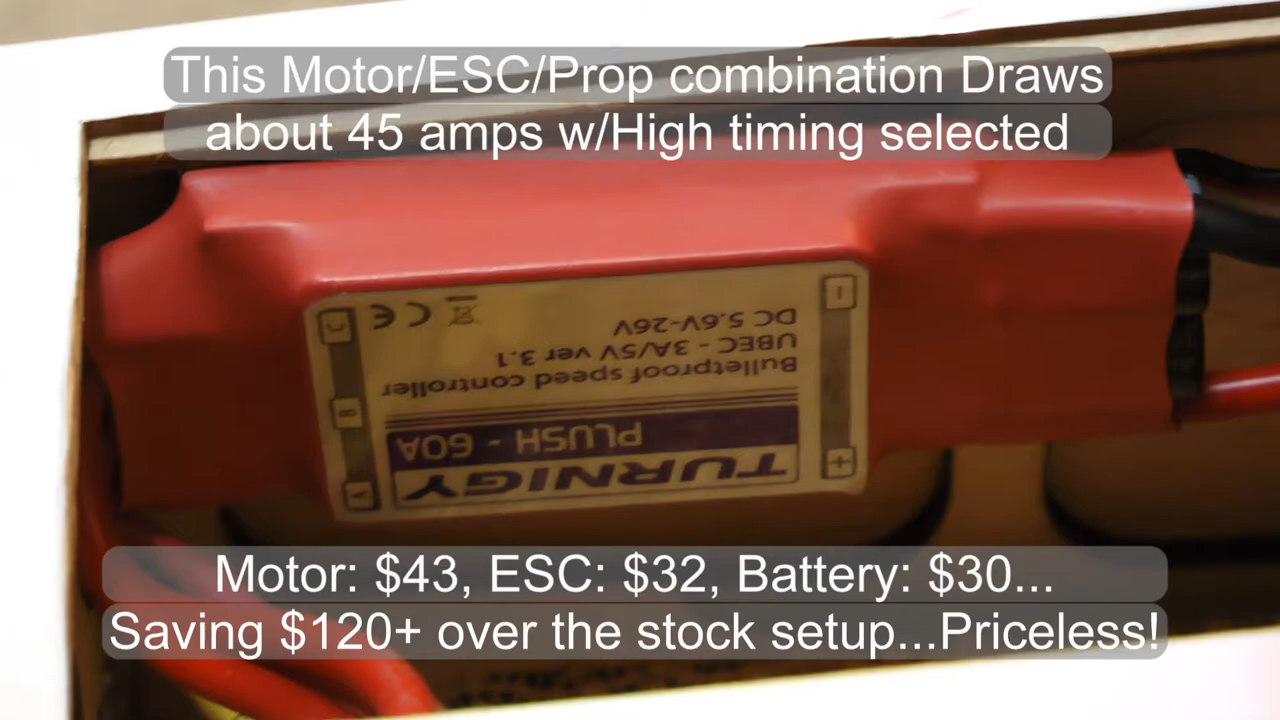 This Motor/ESC/Prop combination Draws
about 45 amps w/High timing selected
TURNIGY
PLUSH - 60A
Bulletproof speed controller
UBEC - 3A/5V ver 3.1
DC 5.6V-26V
+
-
A
B
C
CE
Motor: $43, ESC: $32, Battery: $30...
Saving $120+ over the stock setup...Priceless!